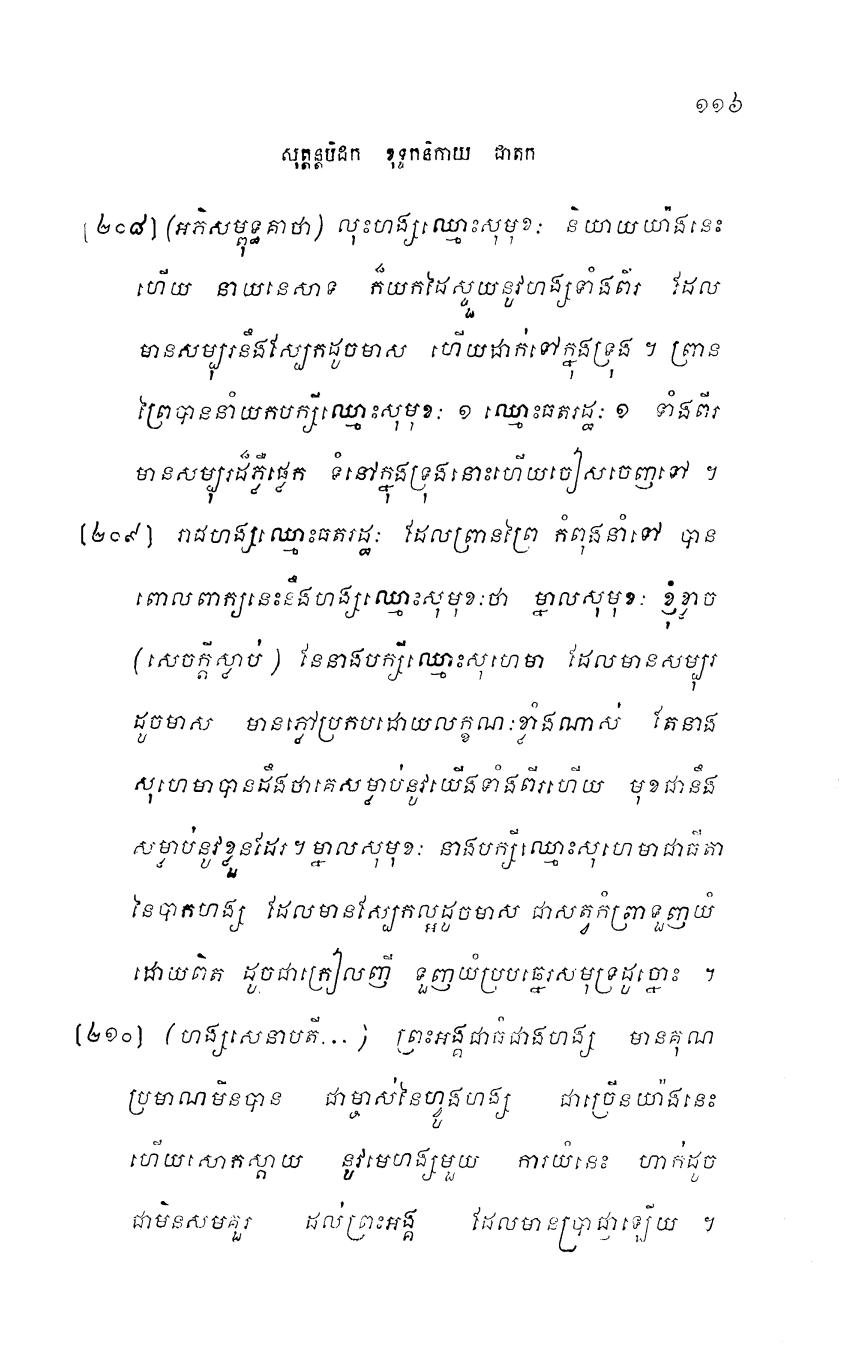 ១១៦
សុត្តន្តបិដក ខុទ្ទកនិកាយ ជាតក
[២០៨] (អភិសម្ពុទ្ធគាថា) លុះហង្សឈ្មោះសុមុខៈ និយាយយ៉ាងនេះ
ហើយ នាយនេសាទ ក៏យកដៃស្ទួយនូវហង្សទាំងពីរ ដែល
មានសម្បុរនឹងស្បែកដូចមាស ហើយដាក់ទៅក្នុងទ្រុង ។ ព្រាន
ព្រៃបាននាំយកបក្សីឈ្មោះសុមុខៈ ១ ឈ្មោះធតរដ្ឋៈ ១ ទាំងពីរ
មានសម្បុរដ៏ភ្លឺផ្លេក ទំនៅក្នុងទ្រុងនោះហើយចៀសចេញទៅ ។
[២០៩] រាជហង្សឈ្មោះធតរដ្ឋៈ ដែលព្រានព្រៃ កំពុងនាំទៅ បាន
ពោលពាក្យនេះនឹងហង្សឈ្មោះសុមុខៈថា ម្នាលសុមុខៈ ខ្ញុំខ្លាច
(សេចក្តីស្លាប់) នៃនាងបក្សីឈ្មោះសុហេមា ដែលមានសម្បុរ
ដូចមាស មានភ្លៅប្រកបដោយលក្ខណៈខ្លាំងណាស់ តែនាង
សុហេមាបានដឹងថាគេសម្លាប់នូវយើងទាំងពីរហើយ មុខជានឹង
សម្លាប់នូវខ្លួនដែរ។ ម្នាលសុមុខៈ នាងបក្សីឈ្មោះសុហេមាជាធីតា
នៃបាកហង្ស ដែលមានស្បែកល្អដូចមាស ជាសត្វកំព្រាទួញយំ
ដោយពិត ដូចជាក្រៀលញី ទួញយំប្របឆ្នេរសមុទ្រដូច្នោះ ។
[២១០] (ហង្សសេនាបតី...) ព្រះអង្គជាធំជាងហង្ស មានគុណ
ប្រមាណមិនបាន ជាម្ចាស់នៃហ្វូងហង្ស ជាច្រើនយ៉ាងនេះ
ហើយសោកស្តាយ នូវមេហង្សមួយ ការយំនេះ ហាក់ដូច
ជាមិនសមគួរ ដល់ព្រះអង្គ ដែលមានប្រាជ្ញាឡើយ ។